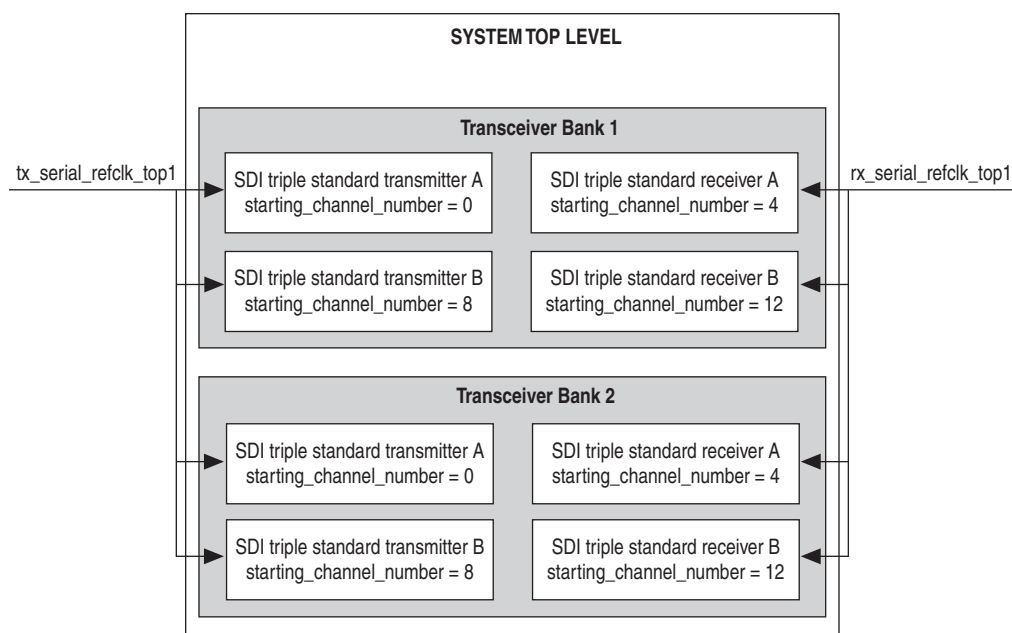 SYSTEM TOP LEVEL
Transceiver Bank 1
tx_serial_refclk_top1
rx_serial_refclk_top1
SDI triple standard transmitter A
starting_channel_number = 0
SDI triple standard receiver A
starting_channel_number = 4
SDI triple standard transmitter B
starting_channel_number = 8
SDI triple standard receiver B
starting_channel_number = 12
Transceiver Bank 2
SDI triple standard transmitter A
starting_channel_number = 0
SDI triple standard receiver A
starting_channel_number = 4
SDI triple standard transmitter B
starting_channel_number = 8
SDI triple standard receiver B
starting_channel_number = 12